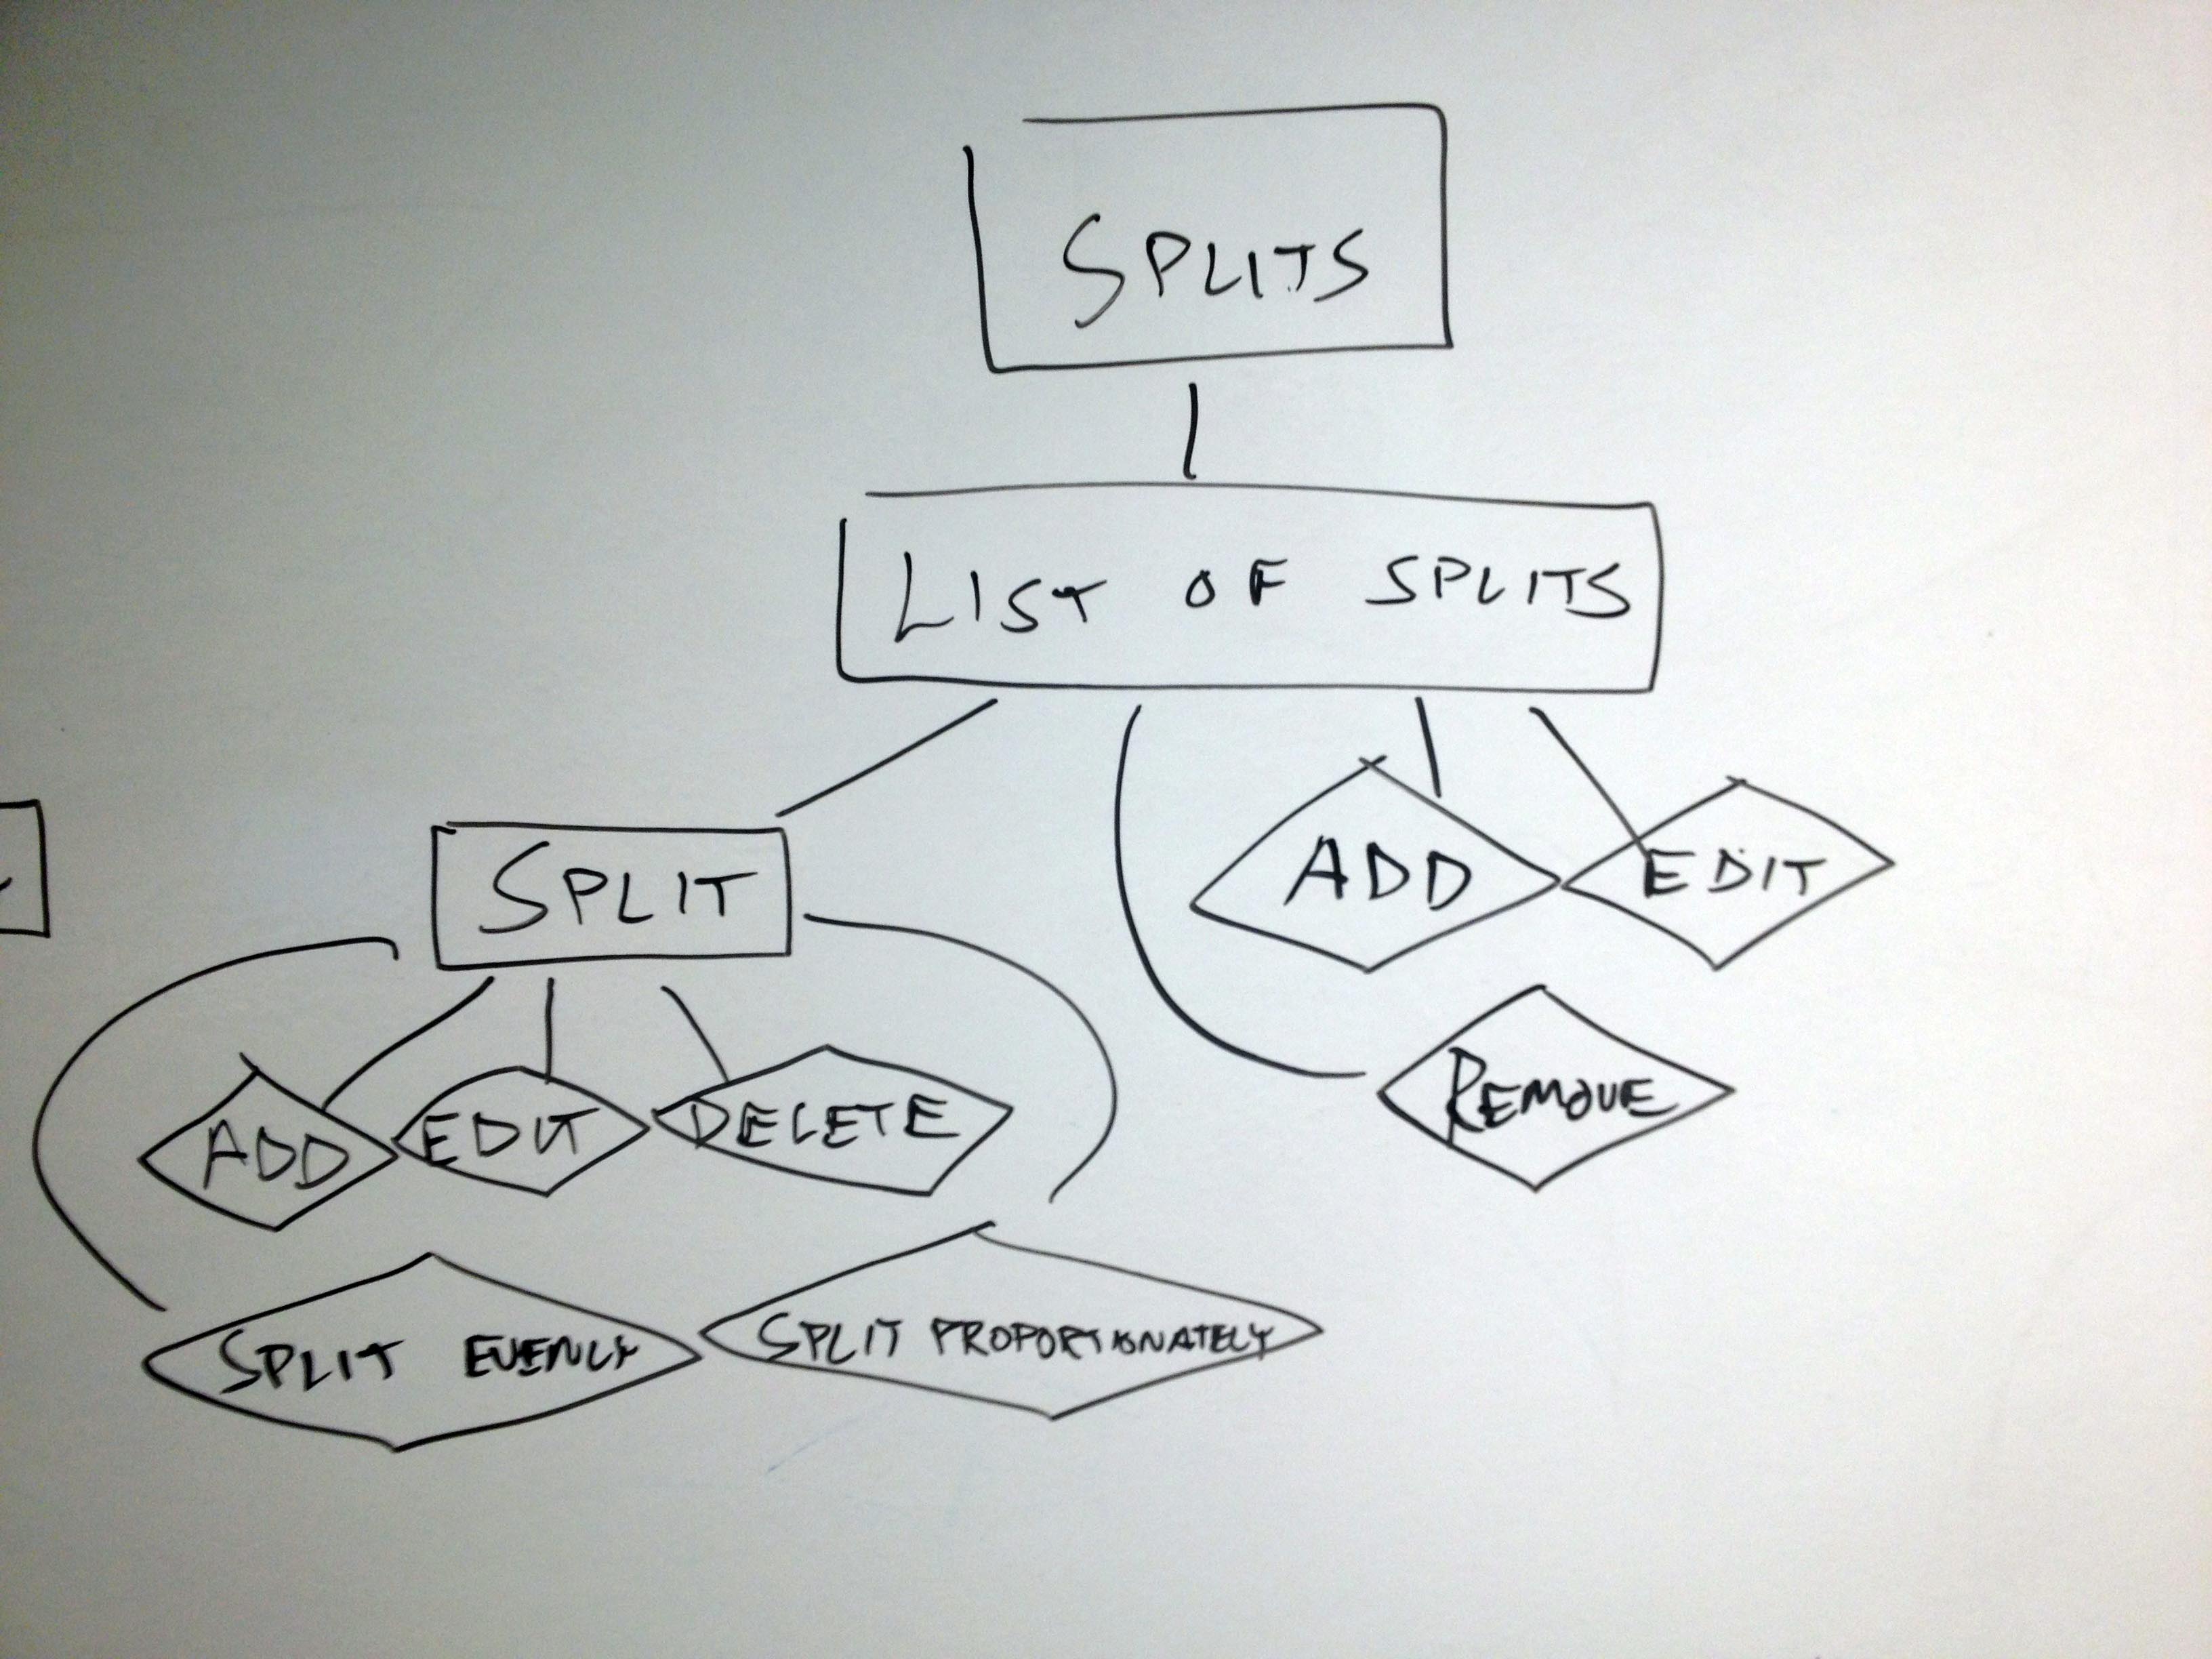 SPLITS
LIST OF SPLITS
SPLIT
ADD
EDIT
REMOVE
ADD
EDIT
DELETE
SPLIT EVENLY
SPLIT PROPORTIONATELY